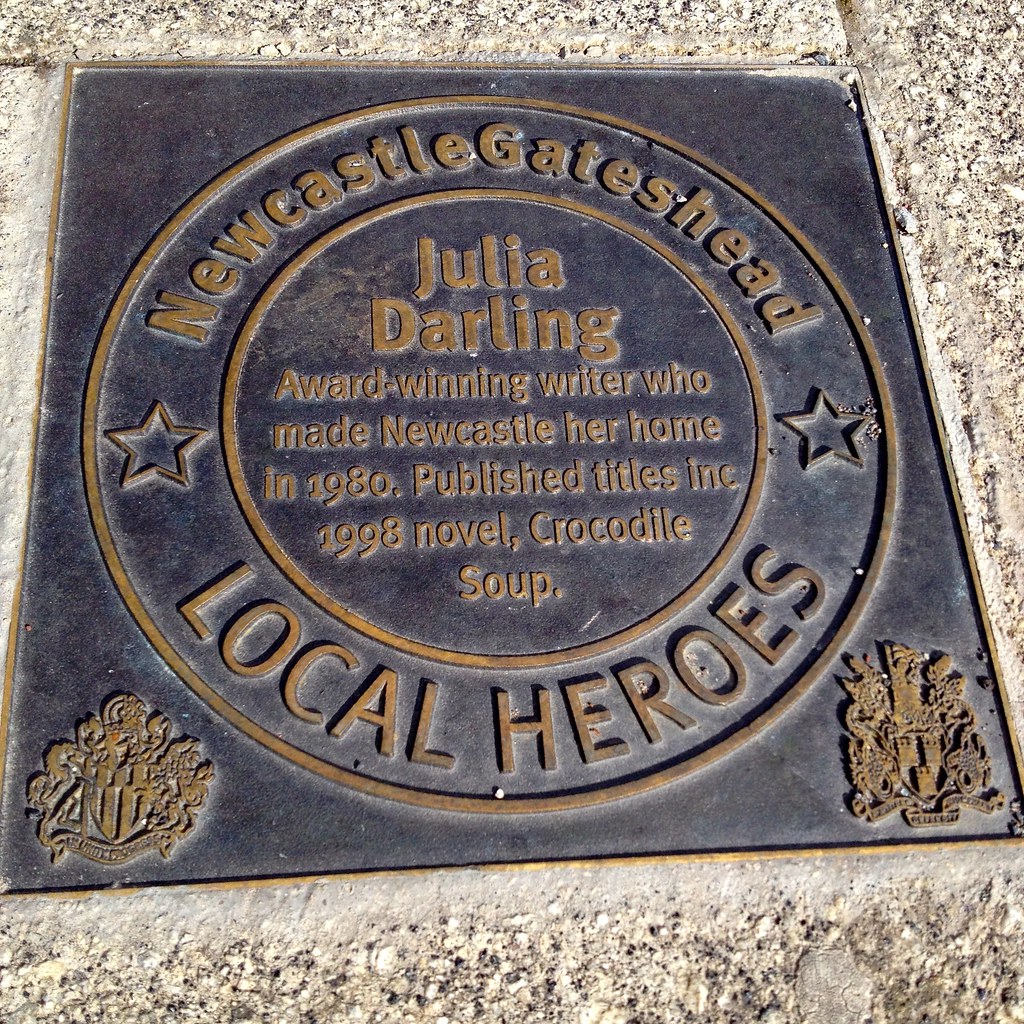 NewcastleGateshead
Julia
Darling
Award-winning writer who
made Newcastle her home
in 1980. Published titles inc
1998 novel, Crocodile
Soup.
LOCAL HEROES